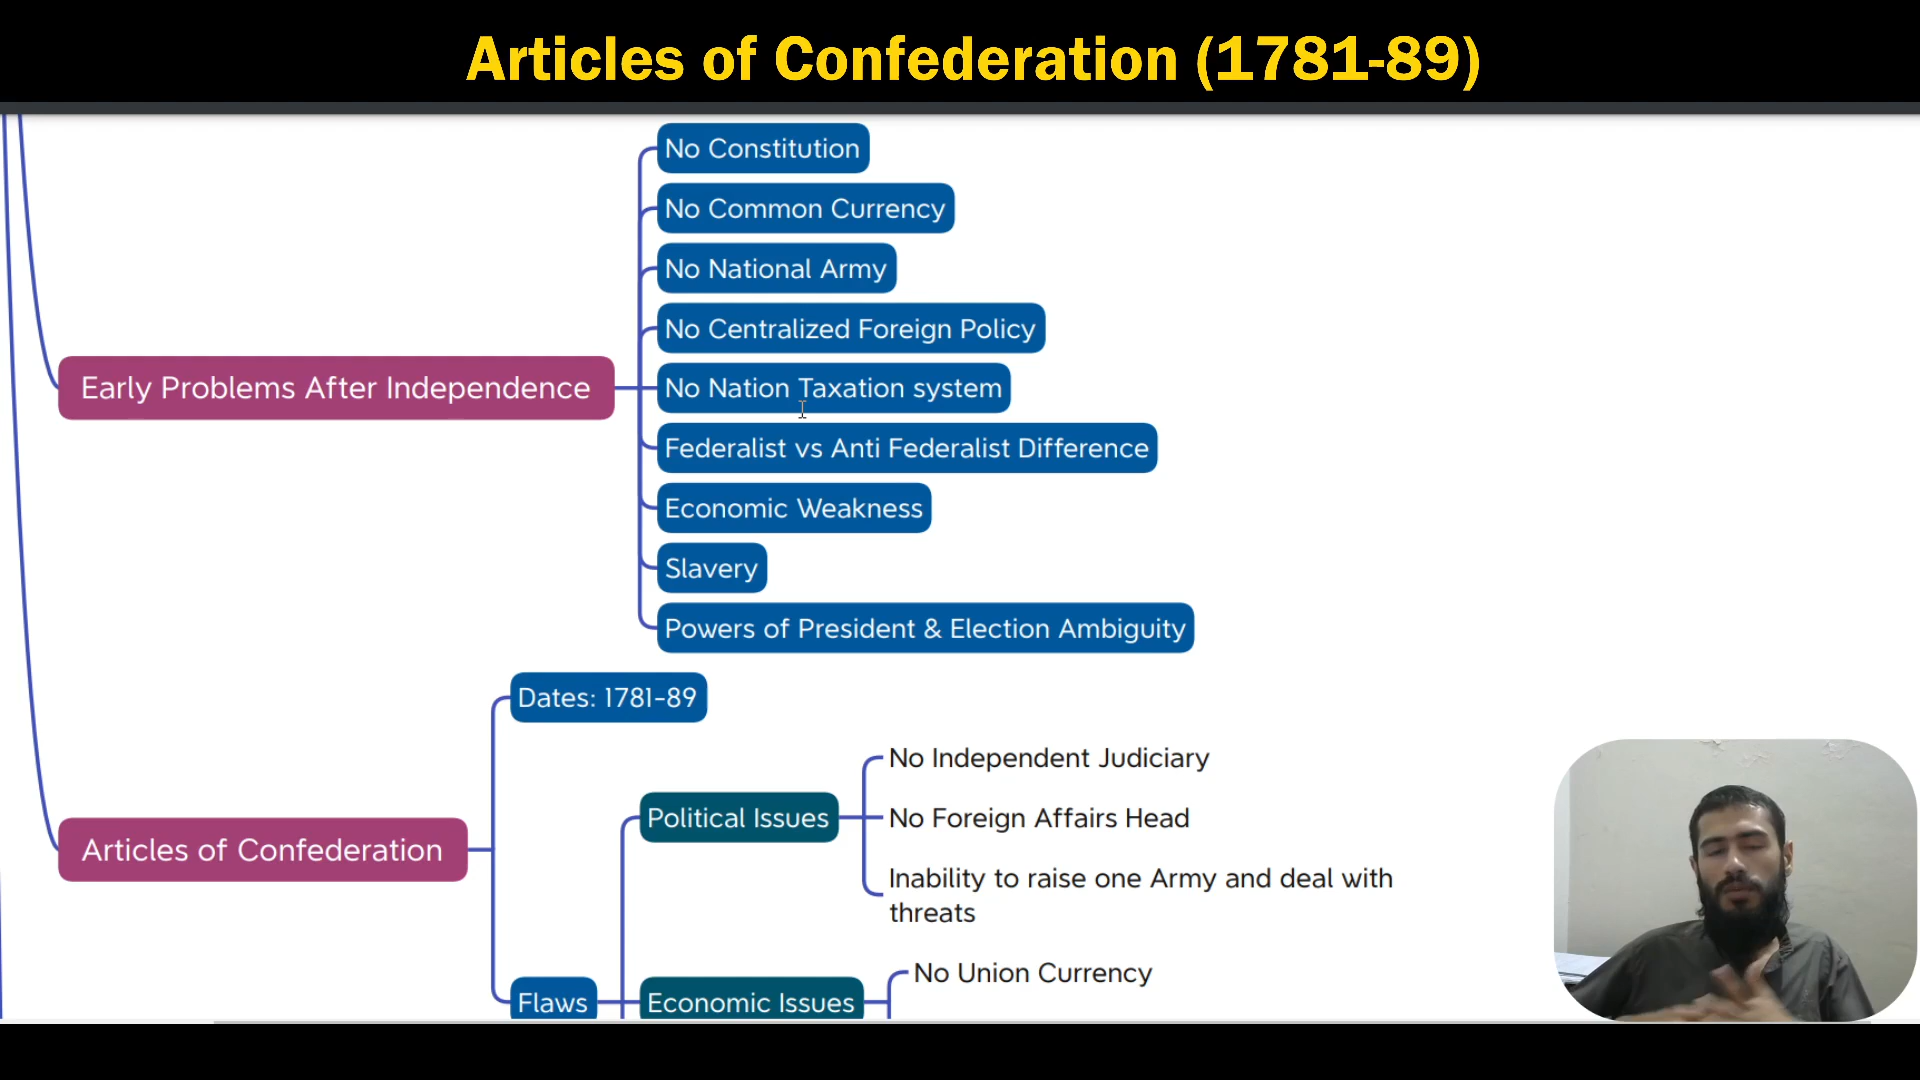 Articles of Confederation (1781-89)
No Constitution
No Common Currency
No National Army
No Centralized Foreign Policy
Early Problems After Independence
No Nation Taxation system
Federalist vs Anti Federalist Difference
Economic Weakness
Slavery
Powers of President & Election Ambiguity
Dates: 1781-89
No Independent Judiciary
Political Issues
No Foreign Affairs Head
Articles of Confederation
Inability to raise one Army and deal with
threats
No Union Currency
Flaws
Economic Issues